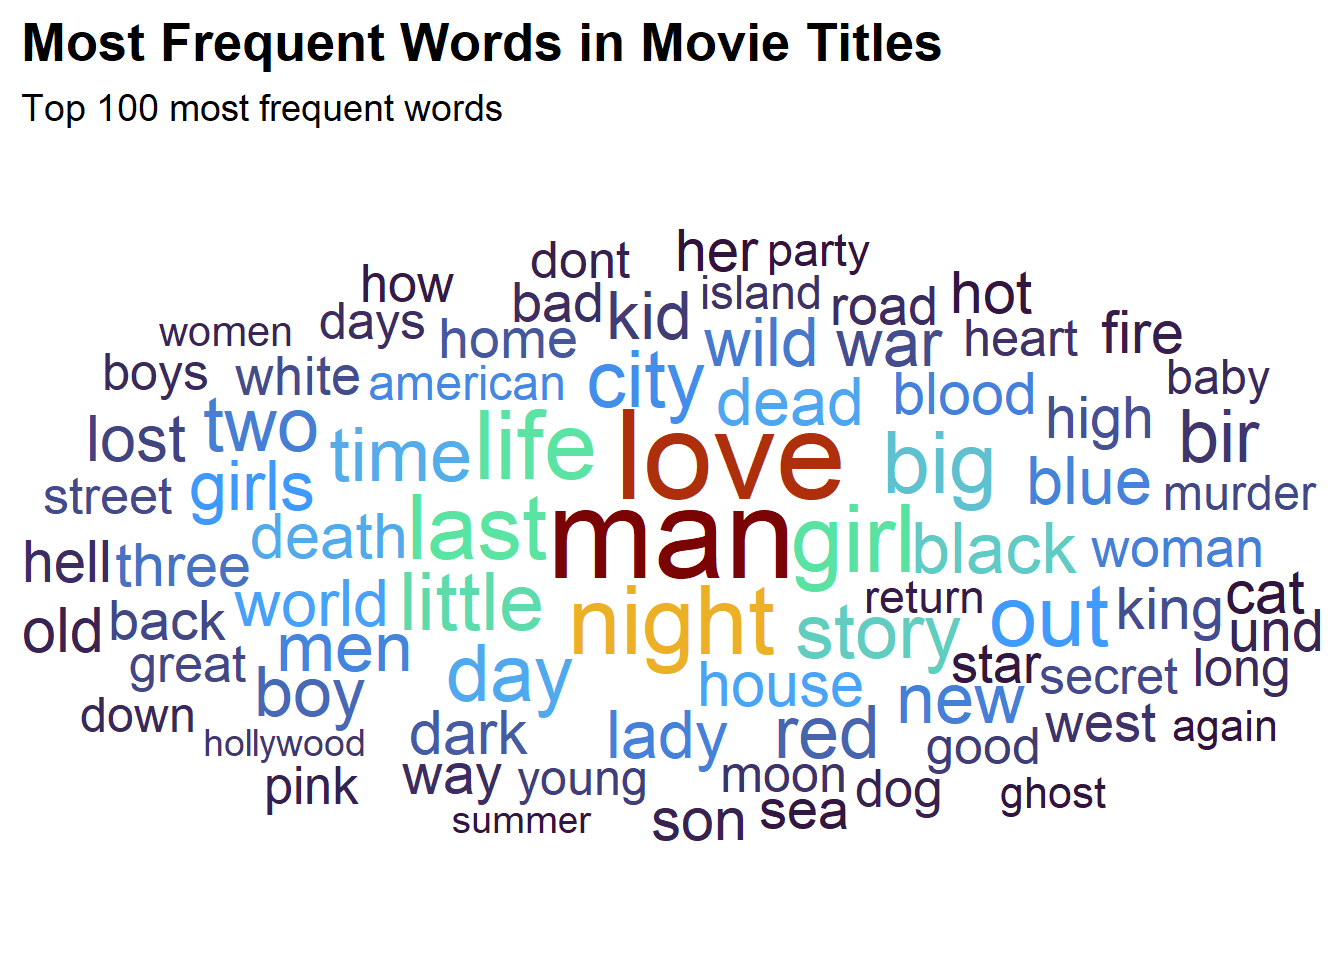 Most Frequent Words in Movie Titles
Top 100 most frequent words
her party
dont
how
island
hot
bad
kid
road
days
women
home
wild
war
heart
fire
boys
white
american
city
dead
blood
baby
lost
two
time
life
love
big
high
bir
street
girls
blue
murder
death
last
man
girl
black
woman
hell
three
world
little
night
return
out
king
cat
old
back
men
story
und
great
day
star
secret
long
boy
house
new
down
dark
lady
red
west
again
hollywood
good
pink
way
young
moon
dog
ghost
summer
son
sea